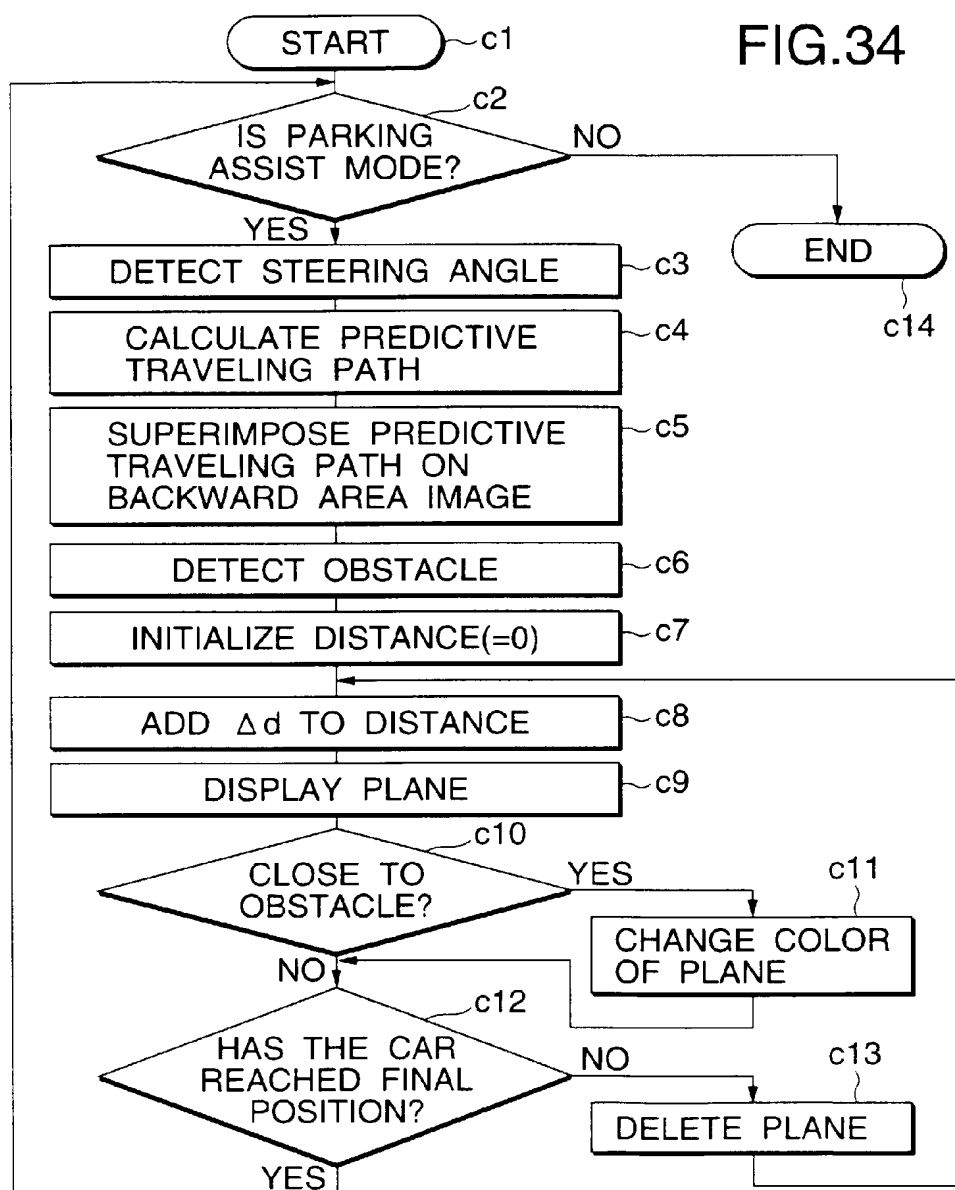 FIG.34
START
c1
c2
IS PARKING
ASSIST MODE?
NO
YES
END
c14
DETECT STEERING ANGLE
c3
CALCULATE PREDICTIVE
TRAVELING PATH
c4
SUPERIMPOSE PREDICTIVE
TRAVELING PATH ON
BACKWARD AREA IMAGE
c5
DETECT OBSTACLE
c6
INITIALIZE DISTANCE(=0)
c7
ADD Δd TO DISTANCE
c8
DISPLAY PLANE
c9
c10
CLOSE TO
OBSTACLE?
YES
c11
CHANGE COLOR
OF PLANE
NO
c12
HAS THE CAR
REACHED FINAL
POSITION?
NO
c13
DELETE PLANE
YES